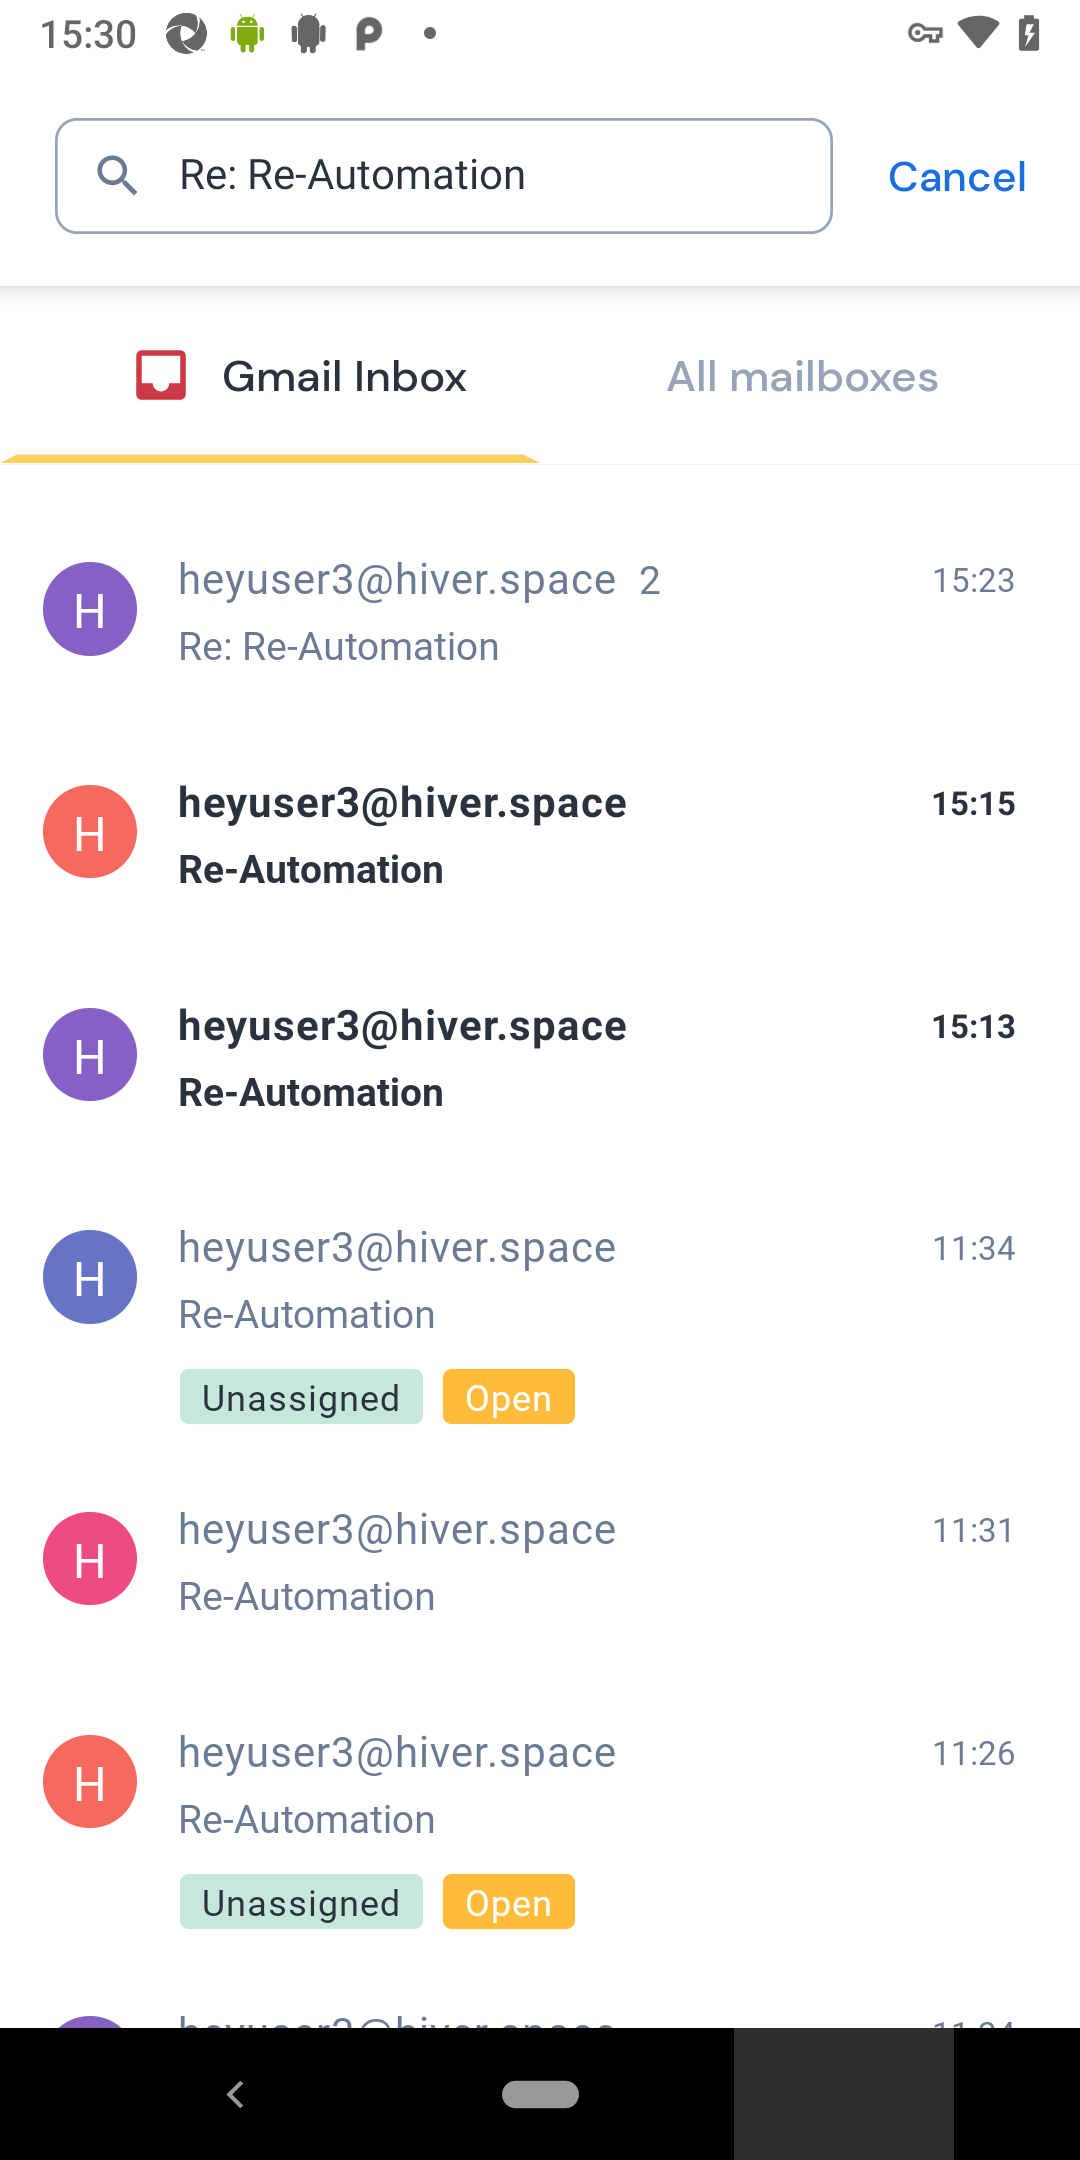 15:30
Re: Re-Automation
Cancel
Gmail Inbox
All mailboxes
H
heyuser3@hiver.space 2
15:23
Re: Re-Automation
H
heyuser3@hiver.space
15:15
Re-Automation
H
heyuser3@hiver.space
15:13
Re-Automation
H
heyuser3@hiver.space
11:34
Re-Automation
Unassigned
Open
H
heyuser3@hiver.space
11:31
Re-Automation
H
heyuser3@hiver.space
11:26
Re-Automation
Unassigned
Open
heyuser3@hiver.space